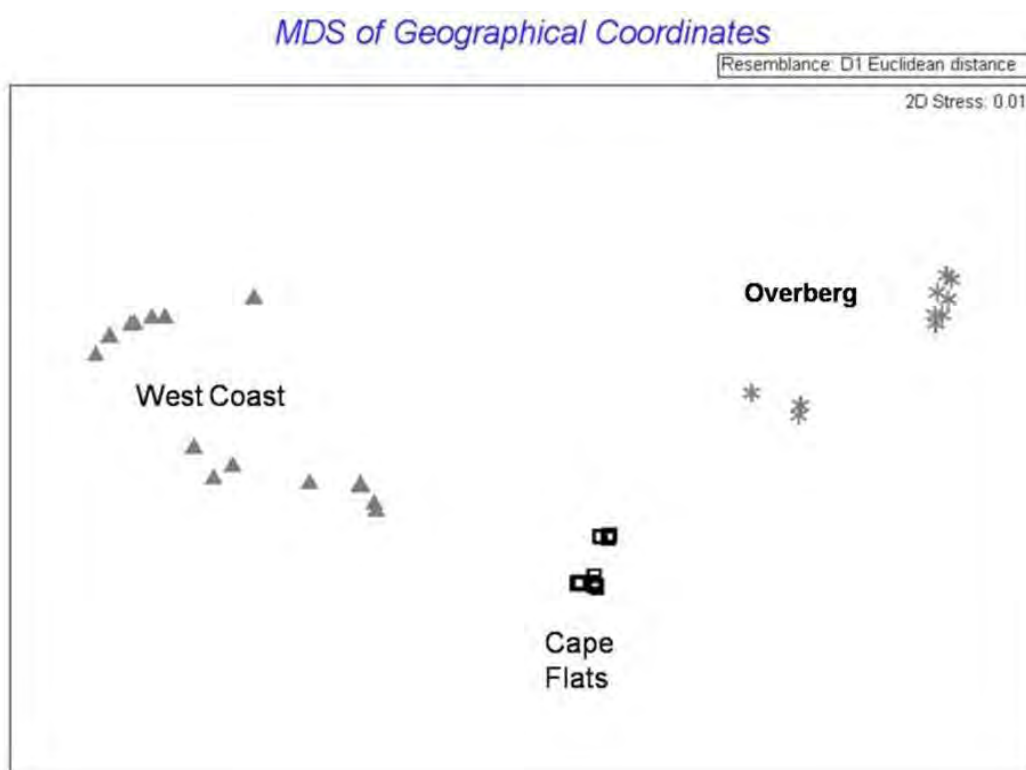 MDS of Geographical Coordinates
Resemblance: D1 Euclidean distance
2D Stress: 0.01
Overberg
West Coast
Cape
Flats